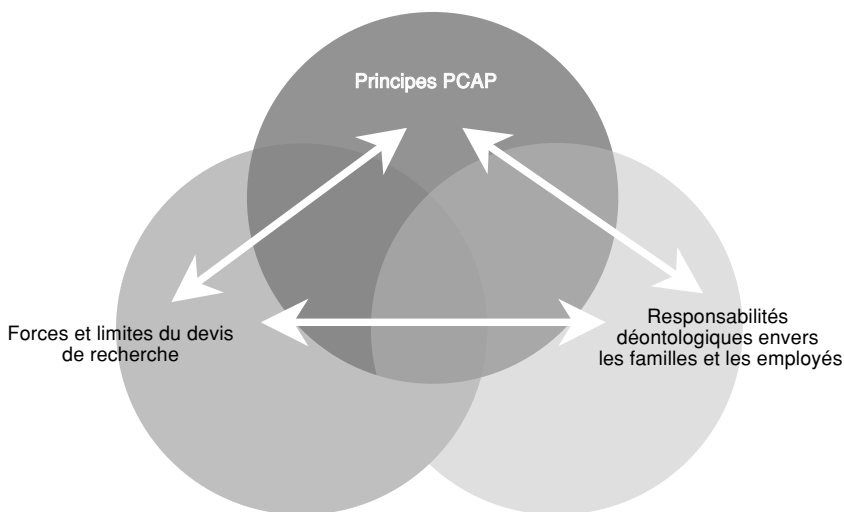 Principes PCAP
Forces et limites du devis
de recherche
Responsabilités
déontologiques envers
les familles et les employés